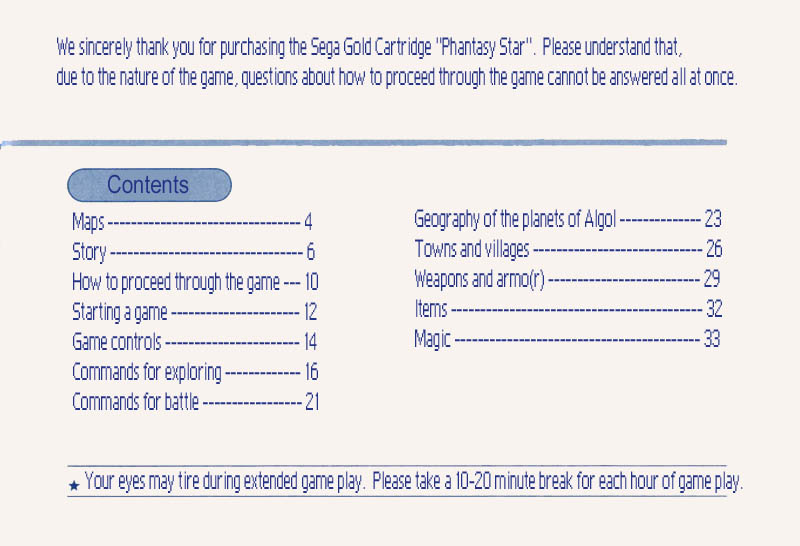 We sincerely thank you for purchasing the Sega Gold Cartridge "Phantasy Star". Please understand that,
due to the nature of the game, questions about how to proceed through the game cannot be answered all at once.
Contents
Maps --------------------------------- 4
Story --------------------------------- 6
How to proceed through the game --- 10
Starting a game ---------------------- 12
Game controls ----------------------- 14
Commands for exploring ------------- 16
Commands for battle ----------------- 21
Geography of the planets of Algol -------------- 23
Towns and villages ----------------------------- 26
Weapons and armo(r) -------------------------- 29
Items ------------------------------------------- 32
Magic ------------------------------------------ 33
★ Your eyes may tire during extended game play. Please take a 10-20 minute break for each hour of game play.